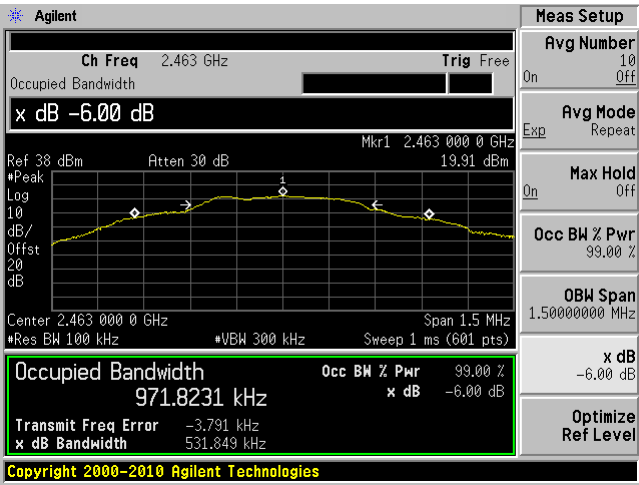 Agilent
Meas Setup
Ch Freq 2.463 GHz Trig Free
Occupied Bandwidth
x dB -6.00 dB
Mkr1 2.463 000 0 GHz
Ref 38 dBm Atten 30 dB 19.91 dBm
#Peak
Log
10
dB/
Offst
20
dB
1
Center 2.463 000 0 GHz Span 1.5 MHz
#Res BW 100 kHz #VBW 300 kHz Sweep 1 ms (601 pts)
Occupied Bandwidth
971.8231 kHz
Occ BW % Pwr 99.00 %
x dB -6.00 dB
Transmit Freq Error -3.791 kHz
x dB Bandwidth 531.849 kHz
Copyright 2000-2010 Agilent Technologies
Avg Number
10
On Off
Avg Mode
Exp Repeat
Max Hold
On Off
Occ BW % Pwr
99.00 %
OBW Span
1.50000000 MHz
x dB
-6.00 dB
Optimize
Ref Level